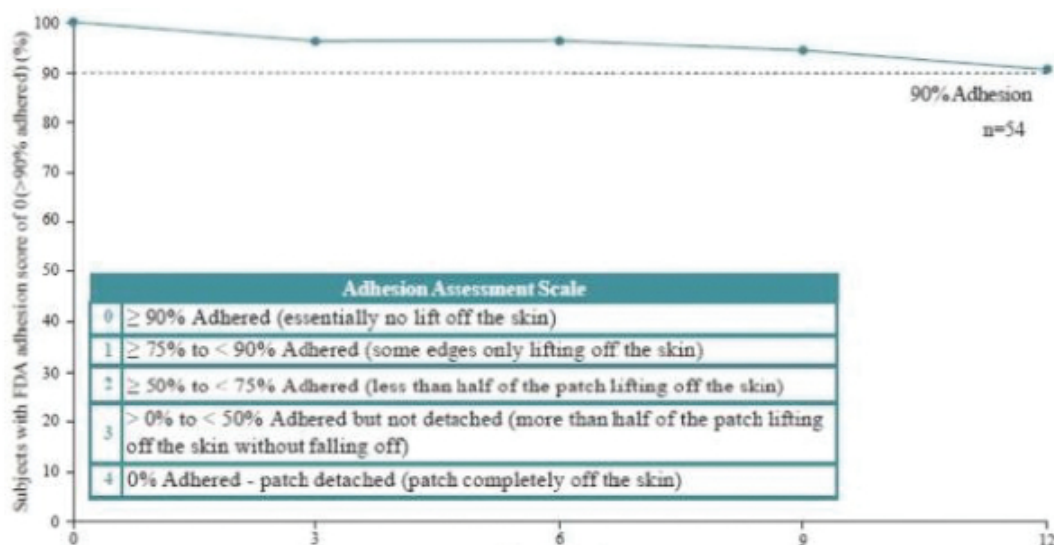 Subjects with FDA adhesion score of 0(>90% adhered) (%)
100
90
80
70
60
50
40
30
20
10
0
90% Adhesion
n=54
Adhesion Assessment Scale
0 ≥ 90% Adhered (essentially no lift off the skin)
1 ≥ 75% to < 90% Adhered (some edges only lifting off the skin)
2 ≥ 50% to < 75% Adhered (less than half of the patch lifting off the skin)
3 > 0% to < 50% Adhered but not detached (more than half of the patch lifting
off the skin without falling off)
4 0% Adhered - patch detached (patch completely off the skin)
0 3 6 9 12